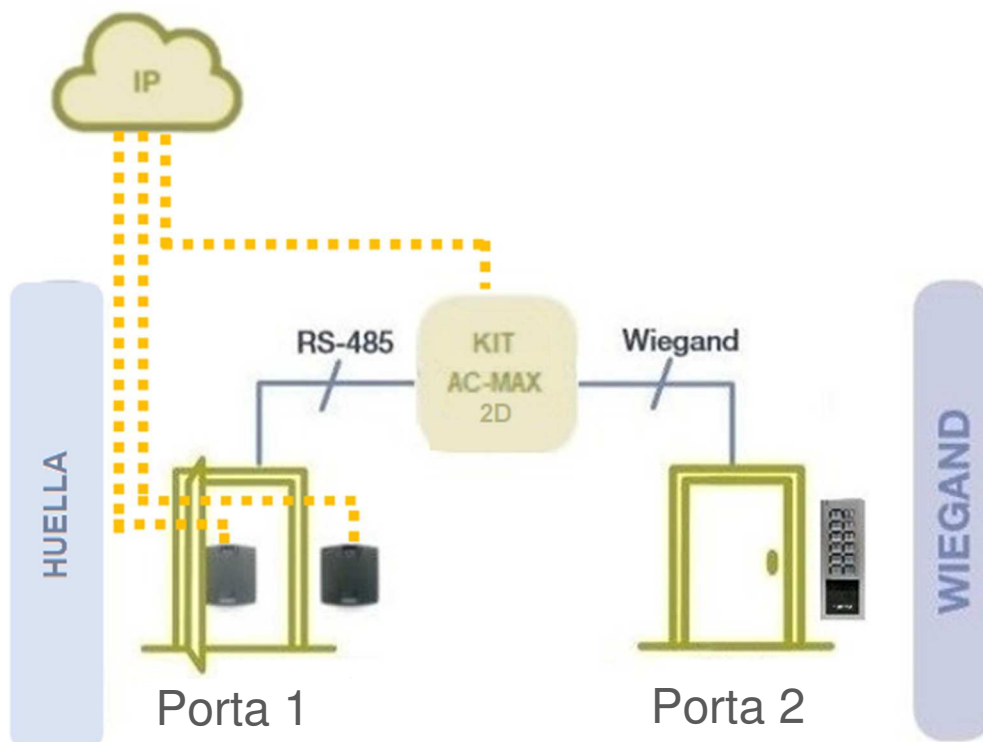 IP
RS-485
KIT
AC-MAX
2D
Wiegand
HUELLA
WIEGAND
Porta 1
Porta 2